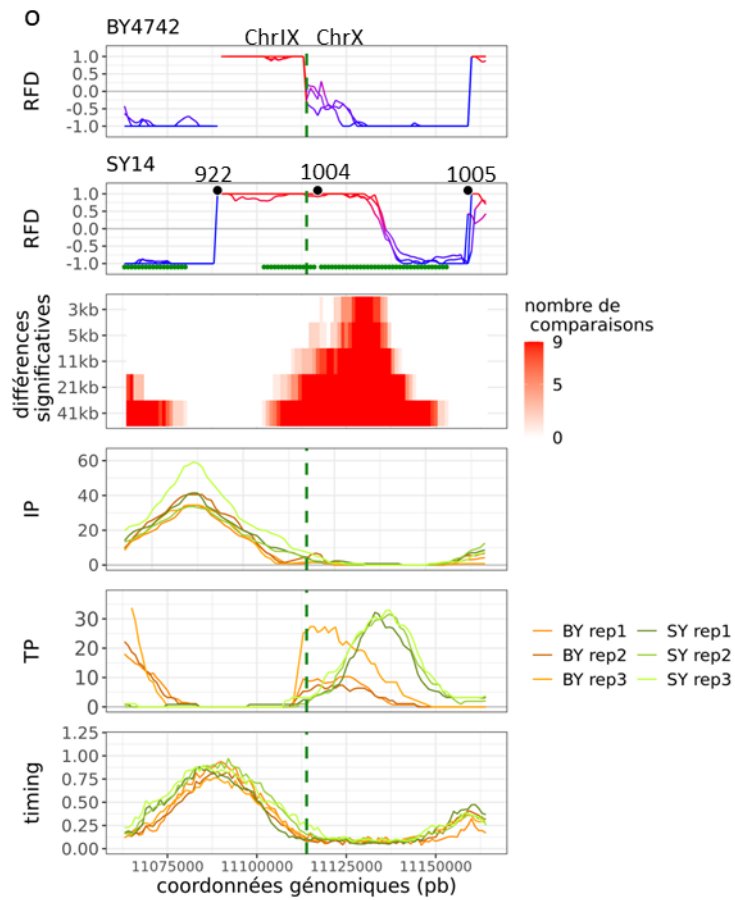 o
BY4742
ChrIX ChrX
1.0
0.5
0.0
-0.5
-1.0
RFD
SY14
922
1004
1005
1.0
0.5
0.0
-0.5
-1.0
RFD
3kb
5kb
11kb
21kb
41kb
différences
significatives
nombre de
comparaisons
9
5
0
60
40
20
0
IP
30
20
10
0
TP
BY rep1
BY rep2
BY rep3
SY rep1
SY rep2
SY rep3
1.25
1.00
0.75
0.50
0.25
0.00
timing
11075000 11100000 11125000 11150000
coordonnées génomiques (pb)